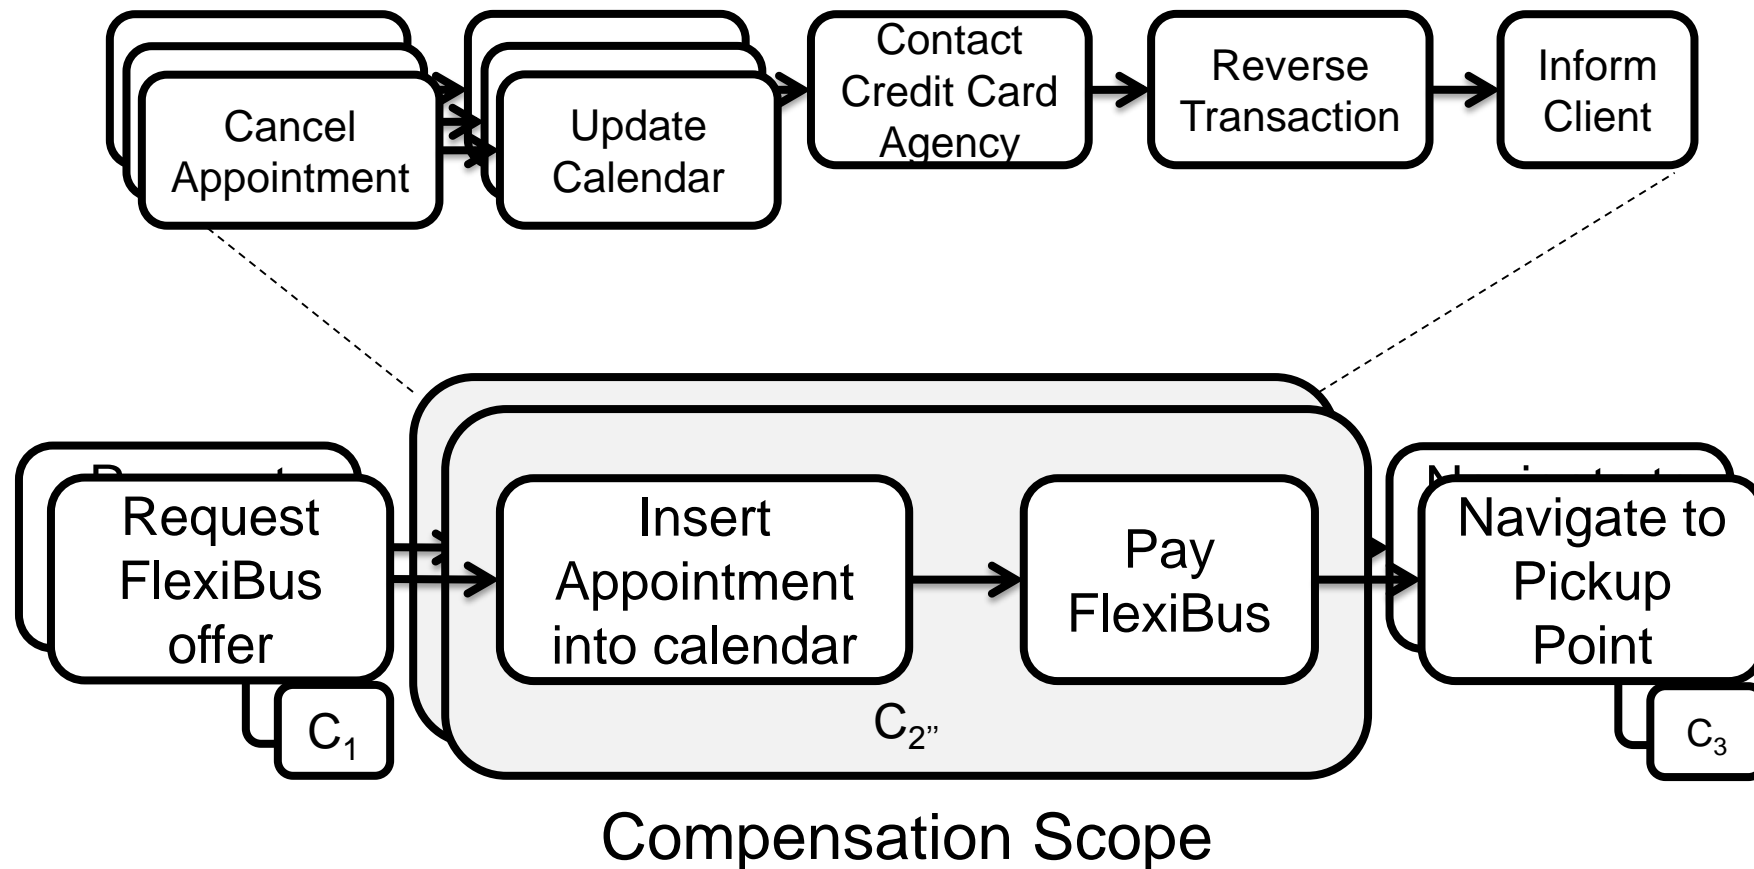 Cancel
Appointment
Update
Calendar
Contact
Credit Card
Agency
Reverse
Transaction
Inform
Client
Request
FlexiBus
offer
C1
Insert
Appointment
into calendar
Pay
FlexiBus
C2”
Navigate to
Pickup
Point
C3
Compensation Scope